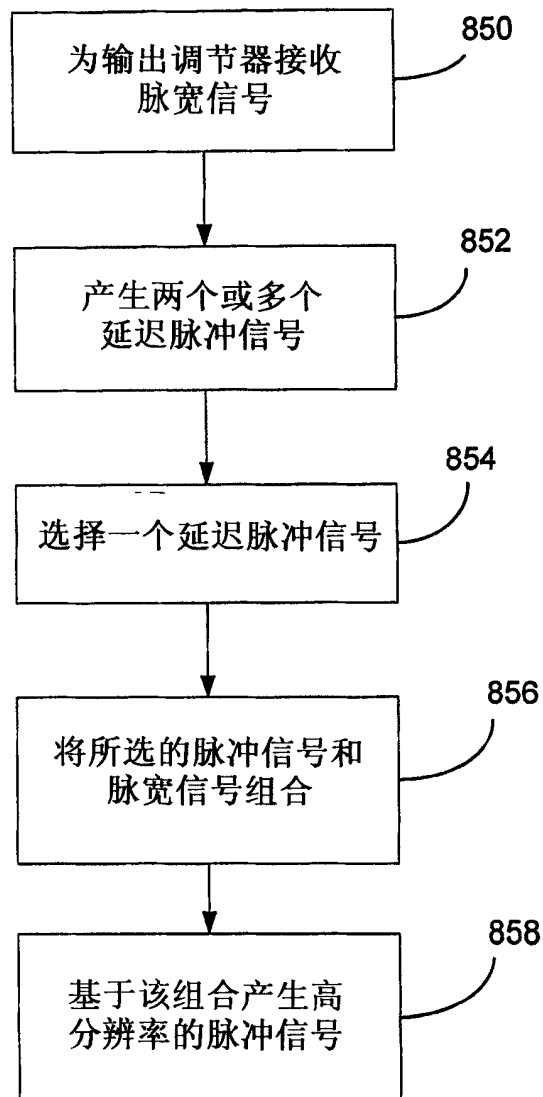 为输出调节器接收
脉宽信号
850
产生两个或多个
延迟脉冲信号
852
选择一个延迟脉冲信号
854
将所选的脉冲信号和
脉宽信号组合
856
基于该组合产生高
分辨率的脉冲信号
858